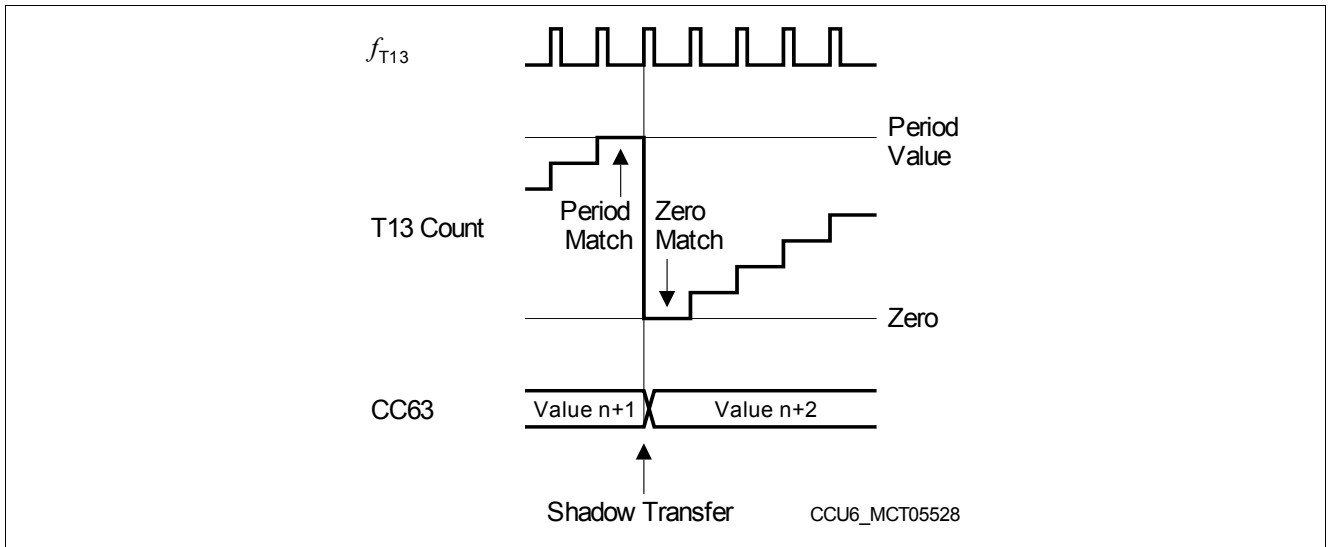 fT13
Period
Value
Period
Match
Zero
Match
T13 Count
Zero
CC63
Value n+1
Value n+2
Shadow Transfer
CCU6_MCT05528